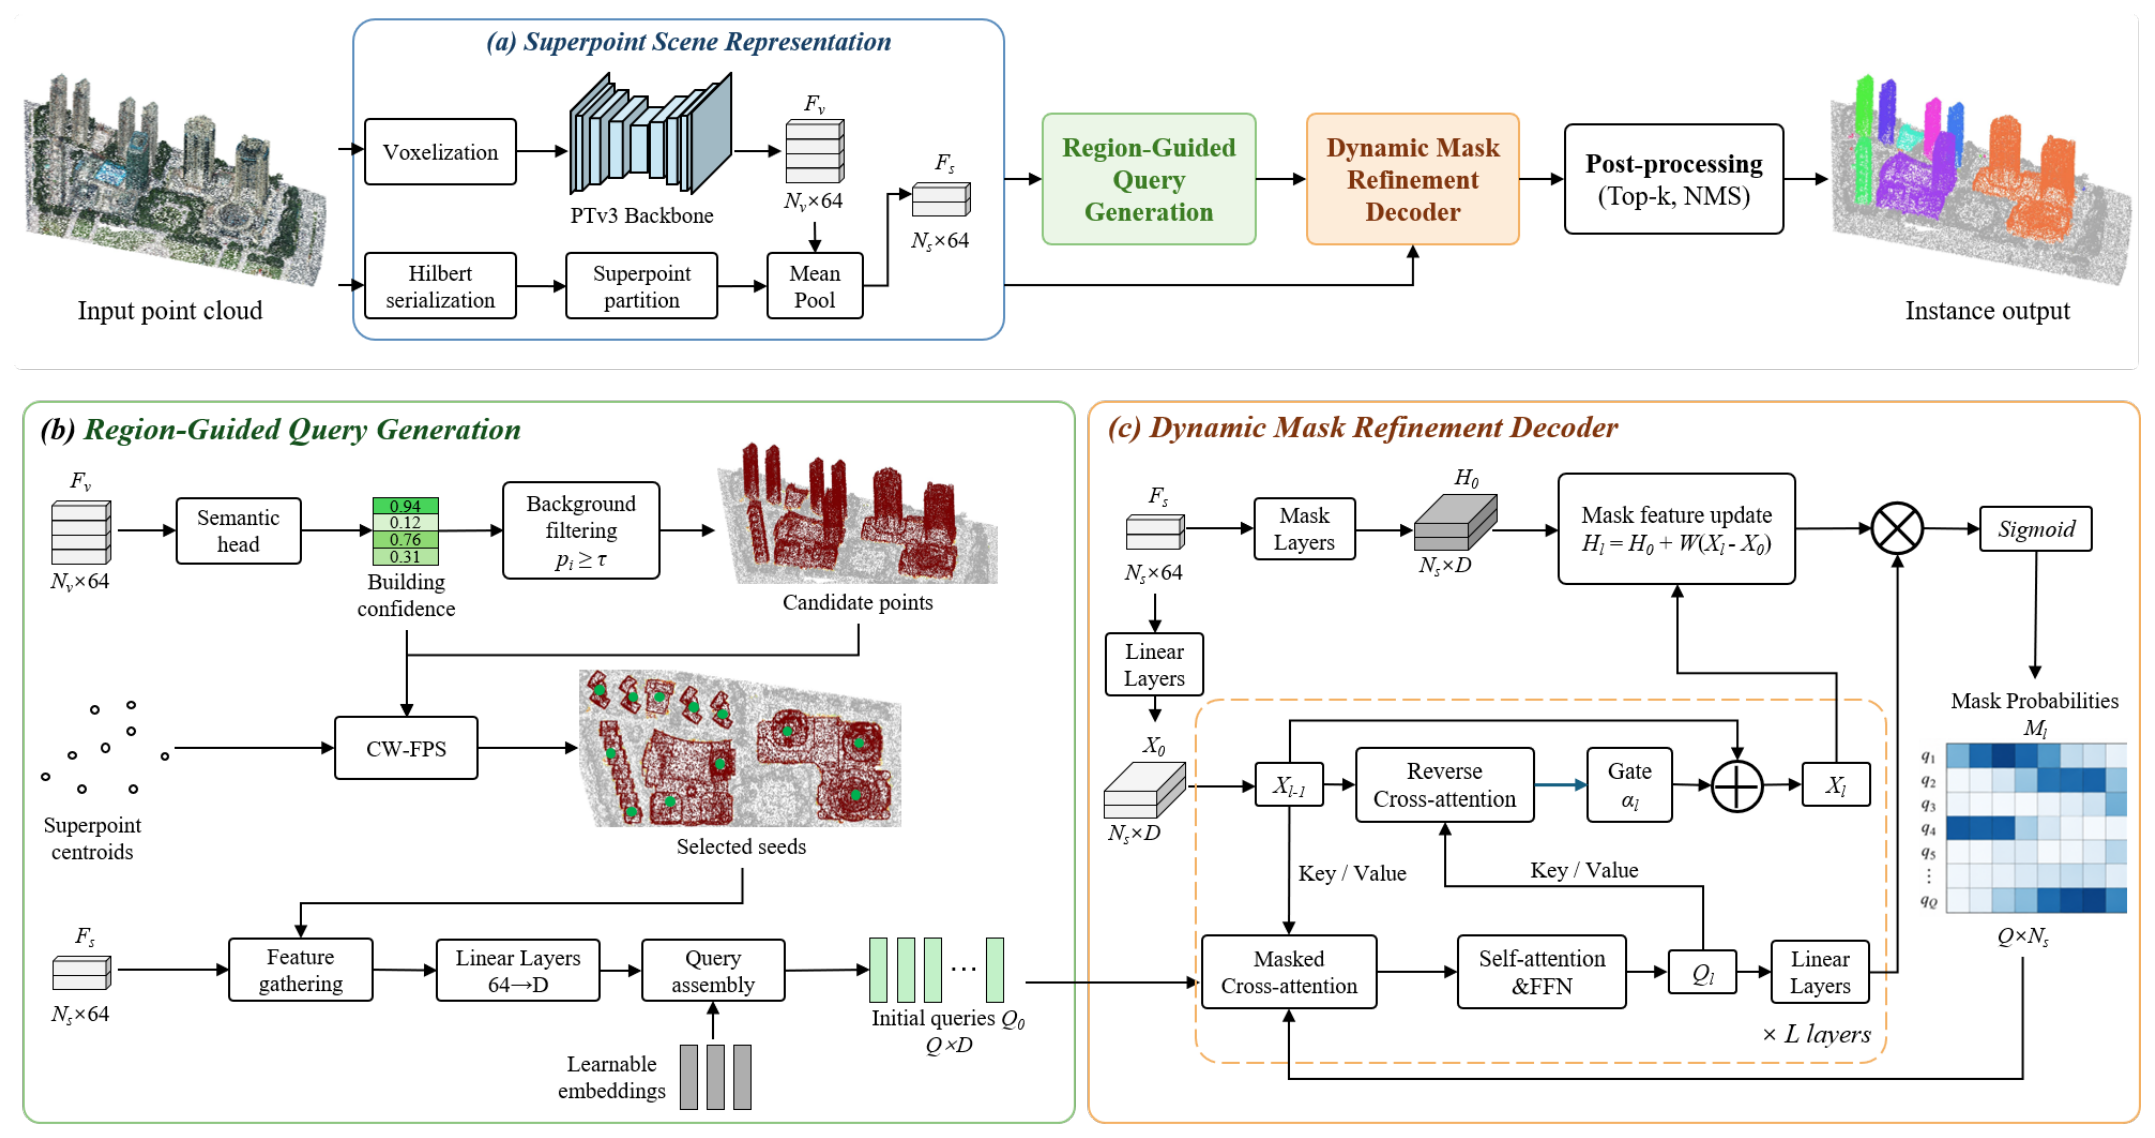 (a) Superpoint Scene Representation
Input point cloud
Voxelization
PTv3 Backbone
F_v
N_v×64
Hilbert
serialization
Superpoint
partition
Mean
Pool
F_s
N_s×64
Region-Guided
Query
Generation
Dynamic Mask
Refinement
Decoder
Post-processing
(Top-k, NMS)
Instance output
(b) Region-Guided Query Generation
F_v
N_v×64
Semantic
head
0.94
0.12
0.76
0.31
Building
confidence
Background
filtering
p_i ≥ τ
Candidate points
Superpoint
centroids
CW-FPS
Selected seeds
F_s
N_s×64
Feature
gathering
Linear Layers
64→D
Query
assembly
Learnable
embeddings
...
Initial queries Q_0
Q×D
(c) Dynamic Mask Refinement Decoder
F_s
N_s×64
Mask
Layers
H_0
N_s×D
Mask feature update
H_l = H_0 + W(X_l - X_0)
Sigmoid
Linear
Layers
X_0
N_s×D
X_{l-1}
Reverse
Cross-attention
Gate
α_l
X_l
Key / Value
Key / Value
Masked
Cross-attention
Self-attention
&FFN
Q_l
Linear
Layers
× L layers
Mask Probabilities
M_l
q_1
q_2
q_3
q_4
q_5
⋮
q_Q
Q×N_s